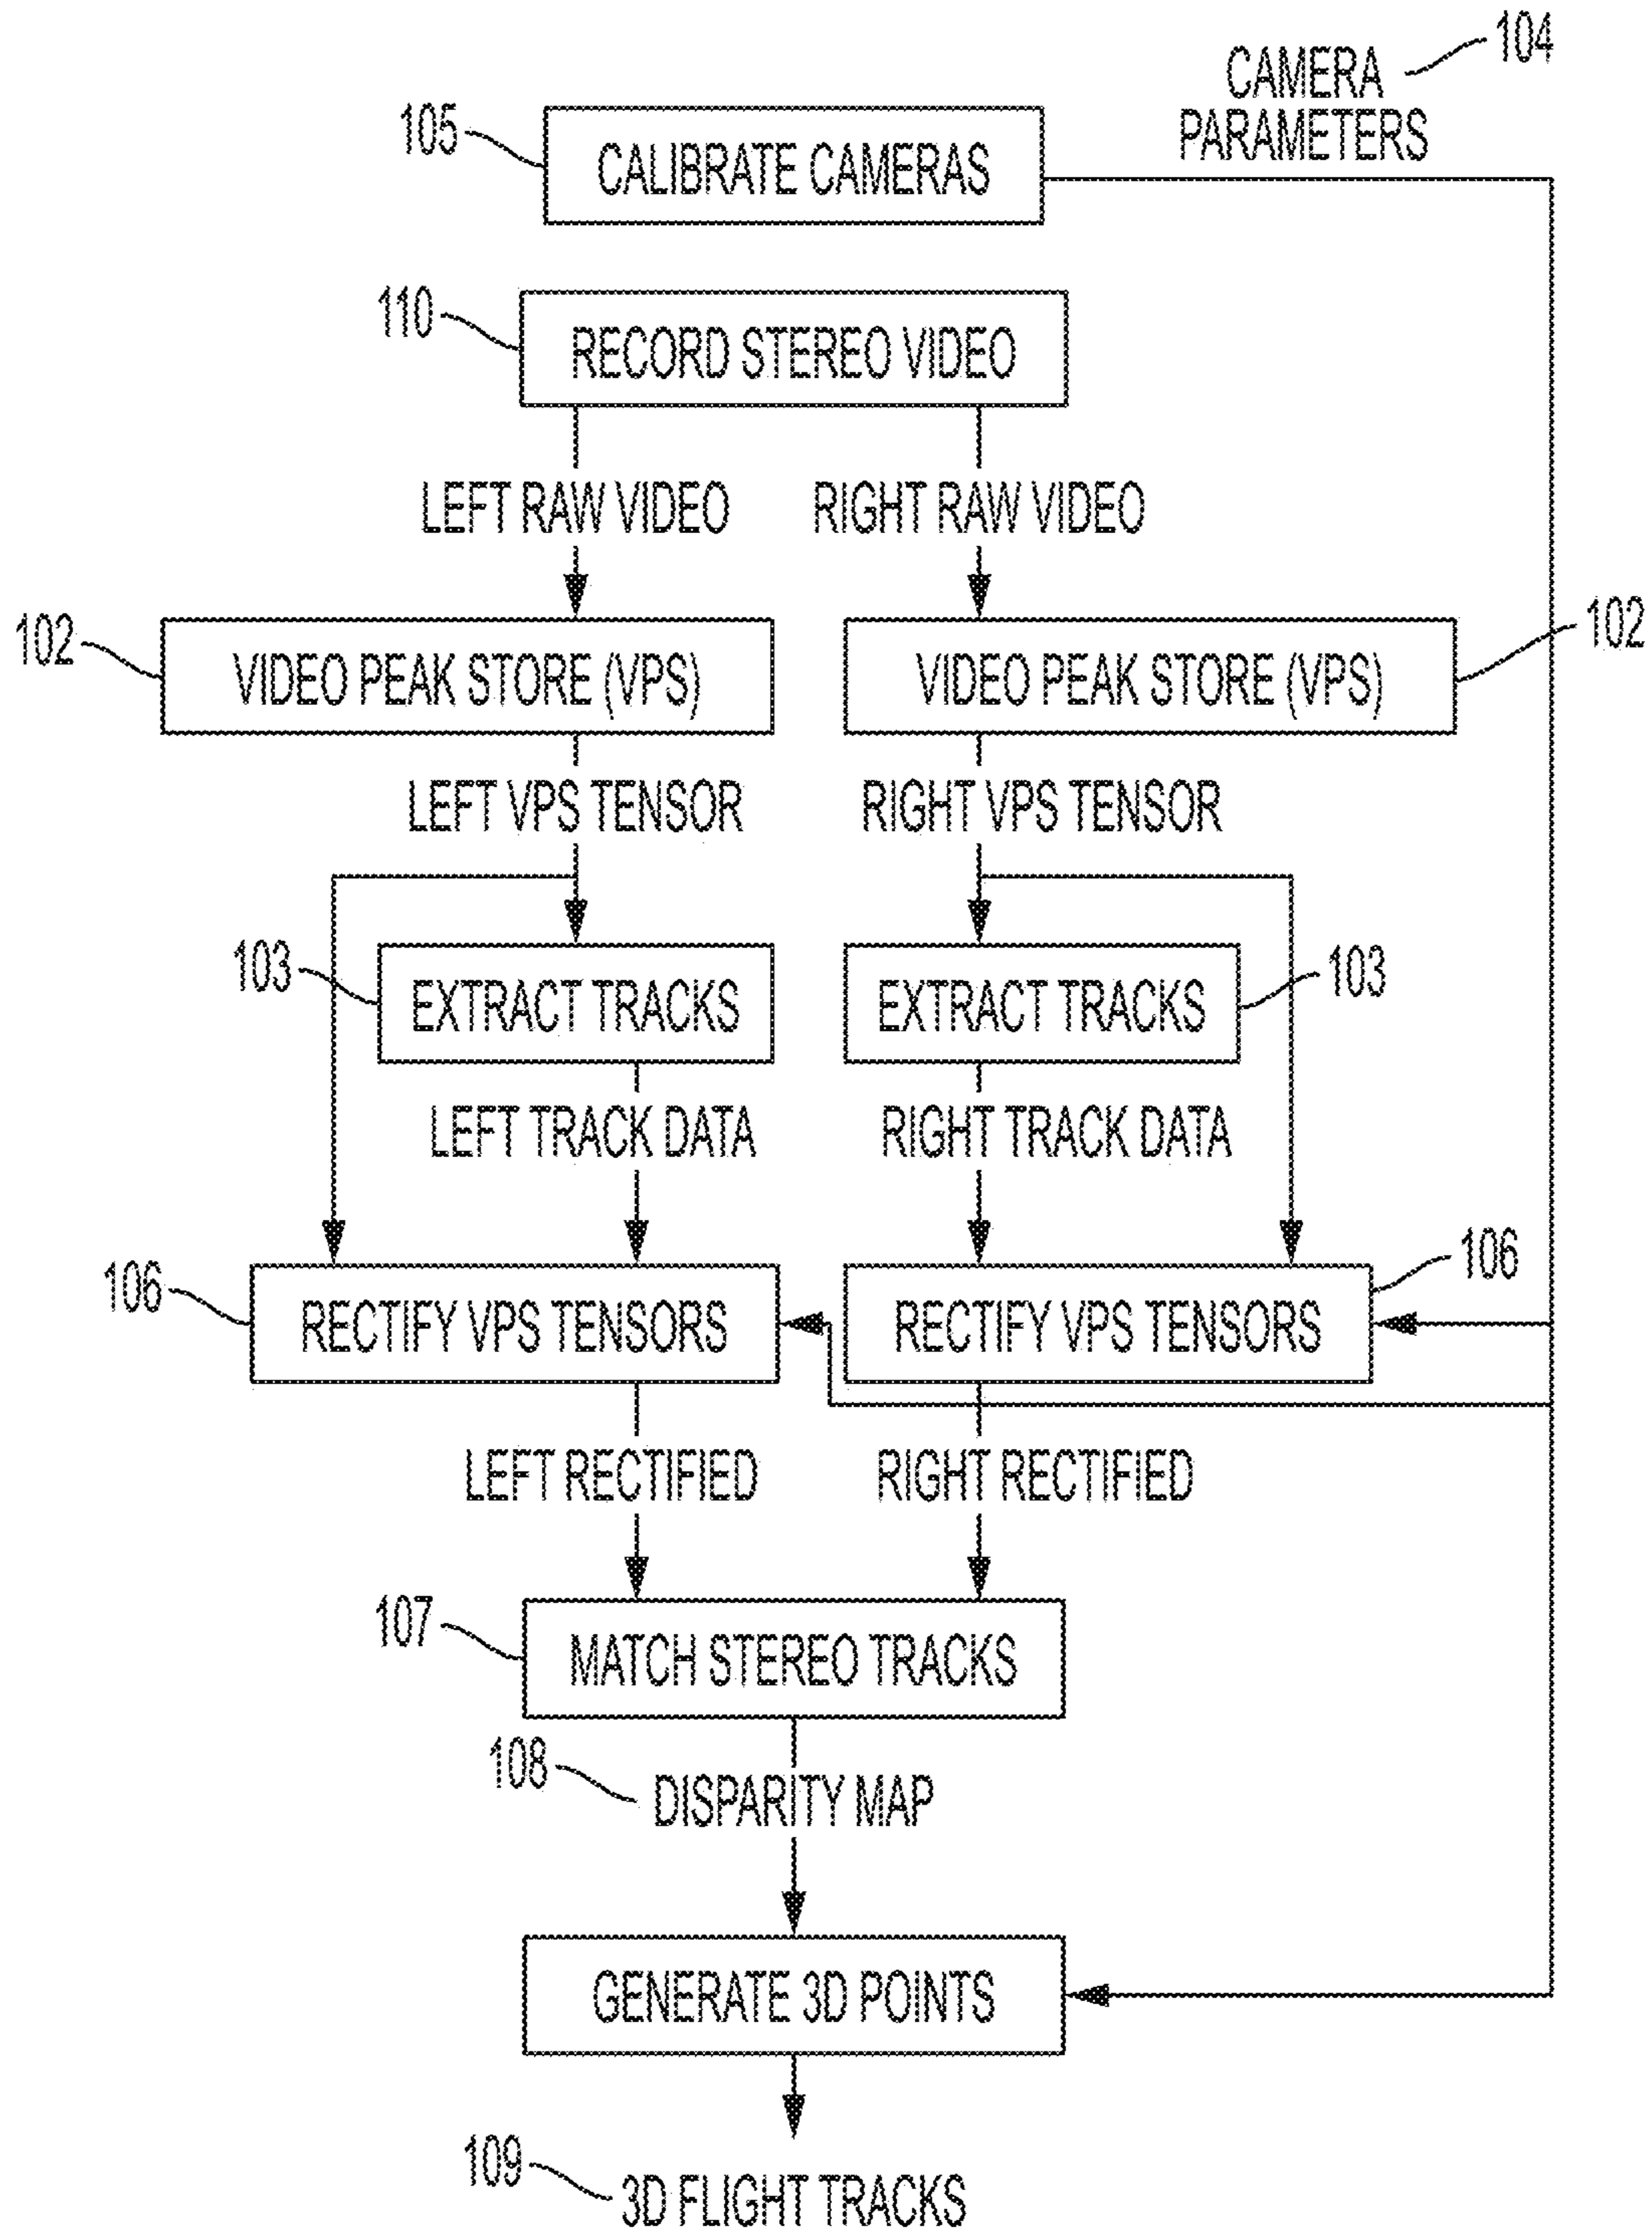 104
CAMERA
PARAMETERS
105
CALIBRATE CAMERAS
110
RECORD STEREO VIDEO
LEFT RAW VIDEO
RIGHT RAW VIDEO
102
VIDEO PEAK STORE (VPS)
VIDEO PEAK STORE (VPS)
102
LEFT VPS TENSOR
RIGHT VPS TENSOR
103
EXTRACT TRACKS
EXTRACT TRACKS
103
LEFT TRACK DATA
RIGHT TRACK DATA
106
RECTIFY VPS TENSORS
RECTIFY VPS TENSORS
106
LEFT RECTIFIED
RIGHT RECTIFIED
107
MATCH STEREO TRACKS
108
DISPARITY MAP
GENERATE 3D POINTS
109
3D FLIGHT TRACKS